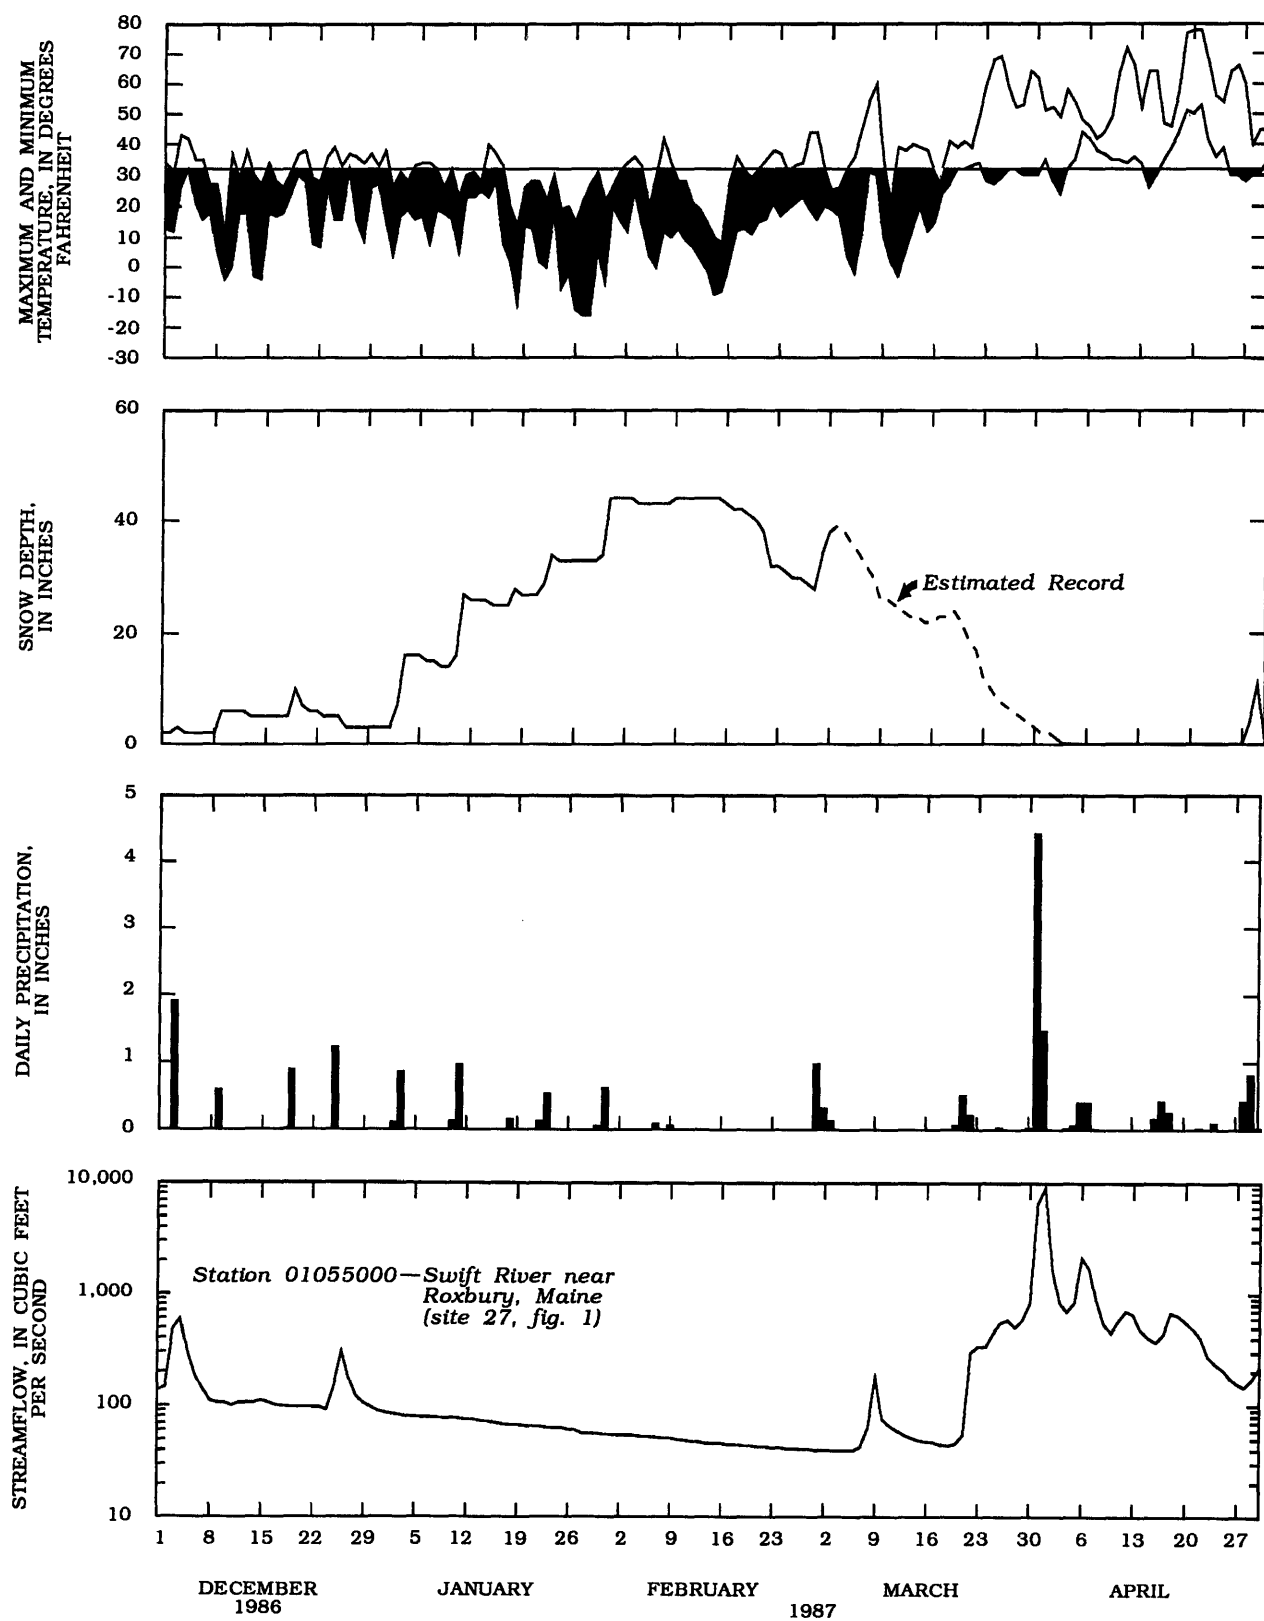 MAXIMUM AND MINIMUM
TEMPERATURE, IN DEGREES
FAHRENHEIT
80
70
60
50
40
30
20
10
0
-10
-20
-30
SNOW DEPTH,
IN INCHES
60
40
20
0
Estimated Record
DAILY PRECIPITATION,
IN INCHES
5
4
3
2
1
0
STREAMFLOW, IN CUBIC FEET
PER SECOND
10,000
1,000
100
10
Station 01055000—Swift River near
Roxbury, Maine
(site 27, fig. 1)
1 8 15 22 29 5 12 19 26 2 9 16 23 2 9 16 23 30 6 13 20 27
DECEMBER JANUARY FEBRUARY MARCH APRIL
1986 1987